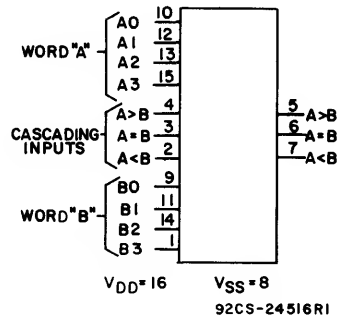 A0 10
A1 12
WORD "A"
A2 13
A3 15
A>B 4
5 A>B
CASCADING INPUTS
A=B 3
6 A=B
A<B 2
7 A<B
B0 9
B1 11
WORD "B"
B2 14
B3 1
VDD=16
VSS=8
92CS-24516R1